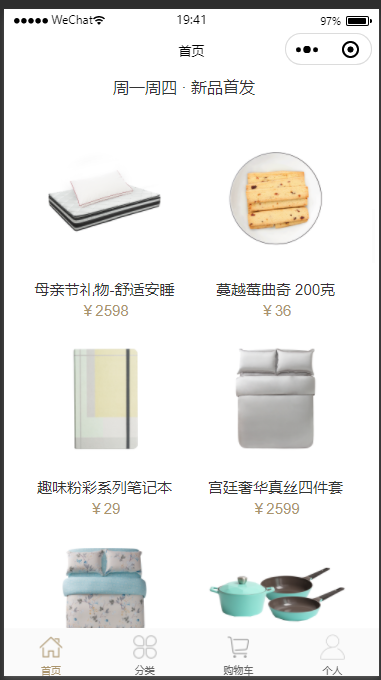 WeChat 19:41 97%
首页
周一周四 · 新品首发
母亲节礼物-舒适安睡 蔓越莓曲奇 200克
￥2598 ￥36
趣味粉彩系列笔记本 宫廷奢华真丝四件套
￥29 ￥2599
首页 分类 购物车 个人